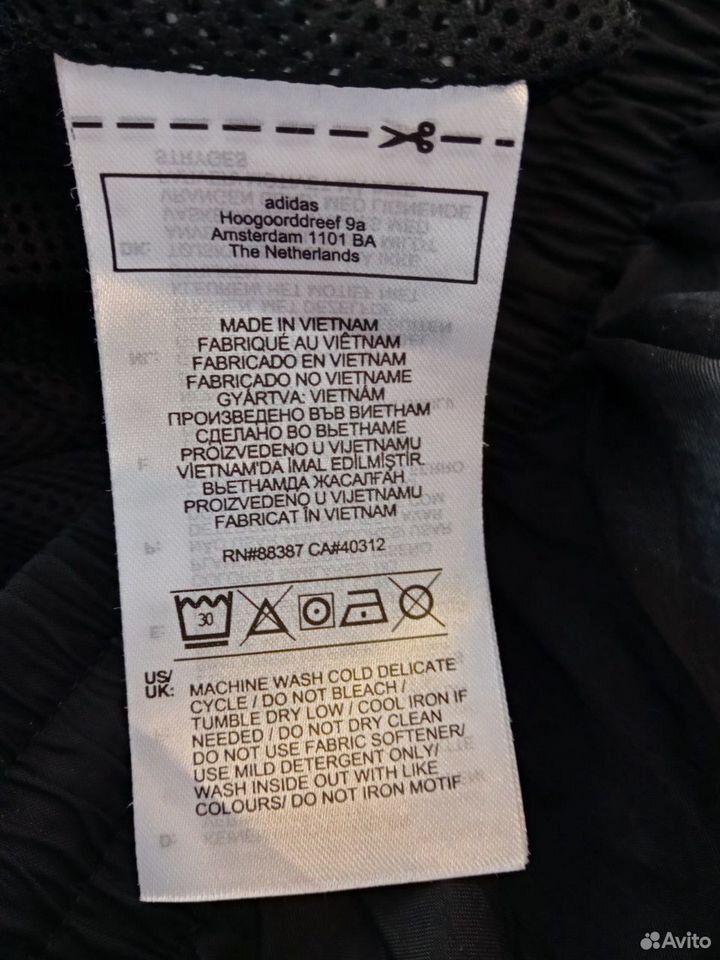 adidas
Hoogoorddreef 9a
Amsterdam 1101 BA
The Netherlands
MADE IN VIETNAM
FABRIQUÉ AU VIÊTNAM
FABRICADO EN VIETNAM
FABRICADO NO VIETNAME
GYÁRTVA: VIETNÁM
ПРОИЗВЕДЕНО ВЪВ ВИЕТНАМ
СДЕЛАНО ВО ВЬЕТНАМЕ
PROIZVEDENO U VIJETNAMU
VİETNAM'DA İMAL EDİLMİŞTİR
ВЬЕТНАМДА ЖАСАЛҒАН
PROIZVEDENO U VIJETNAMU
FABRICAT ÎN VIETNAM
RN#88387 CA#40312
30
US/
UK: MACHINE WASH COLD DELICATE
CYCLE / DO NOT BLEACH /
TUMBLE DRY LOW / COOL IRON IF
NEEDED / DO NOT DRY CLEAN
DO NOT USE FABRIC SOFTENER/
USE MILD DETERGENT ONLY/
WASH INSIDE OUT WITH LIKE
COLOURS/ DO NOT IRON MOTIF
Avito